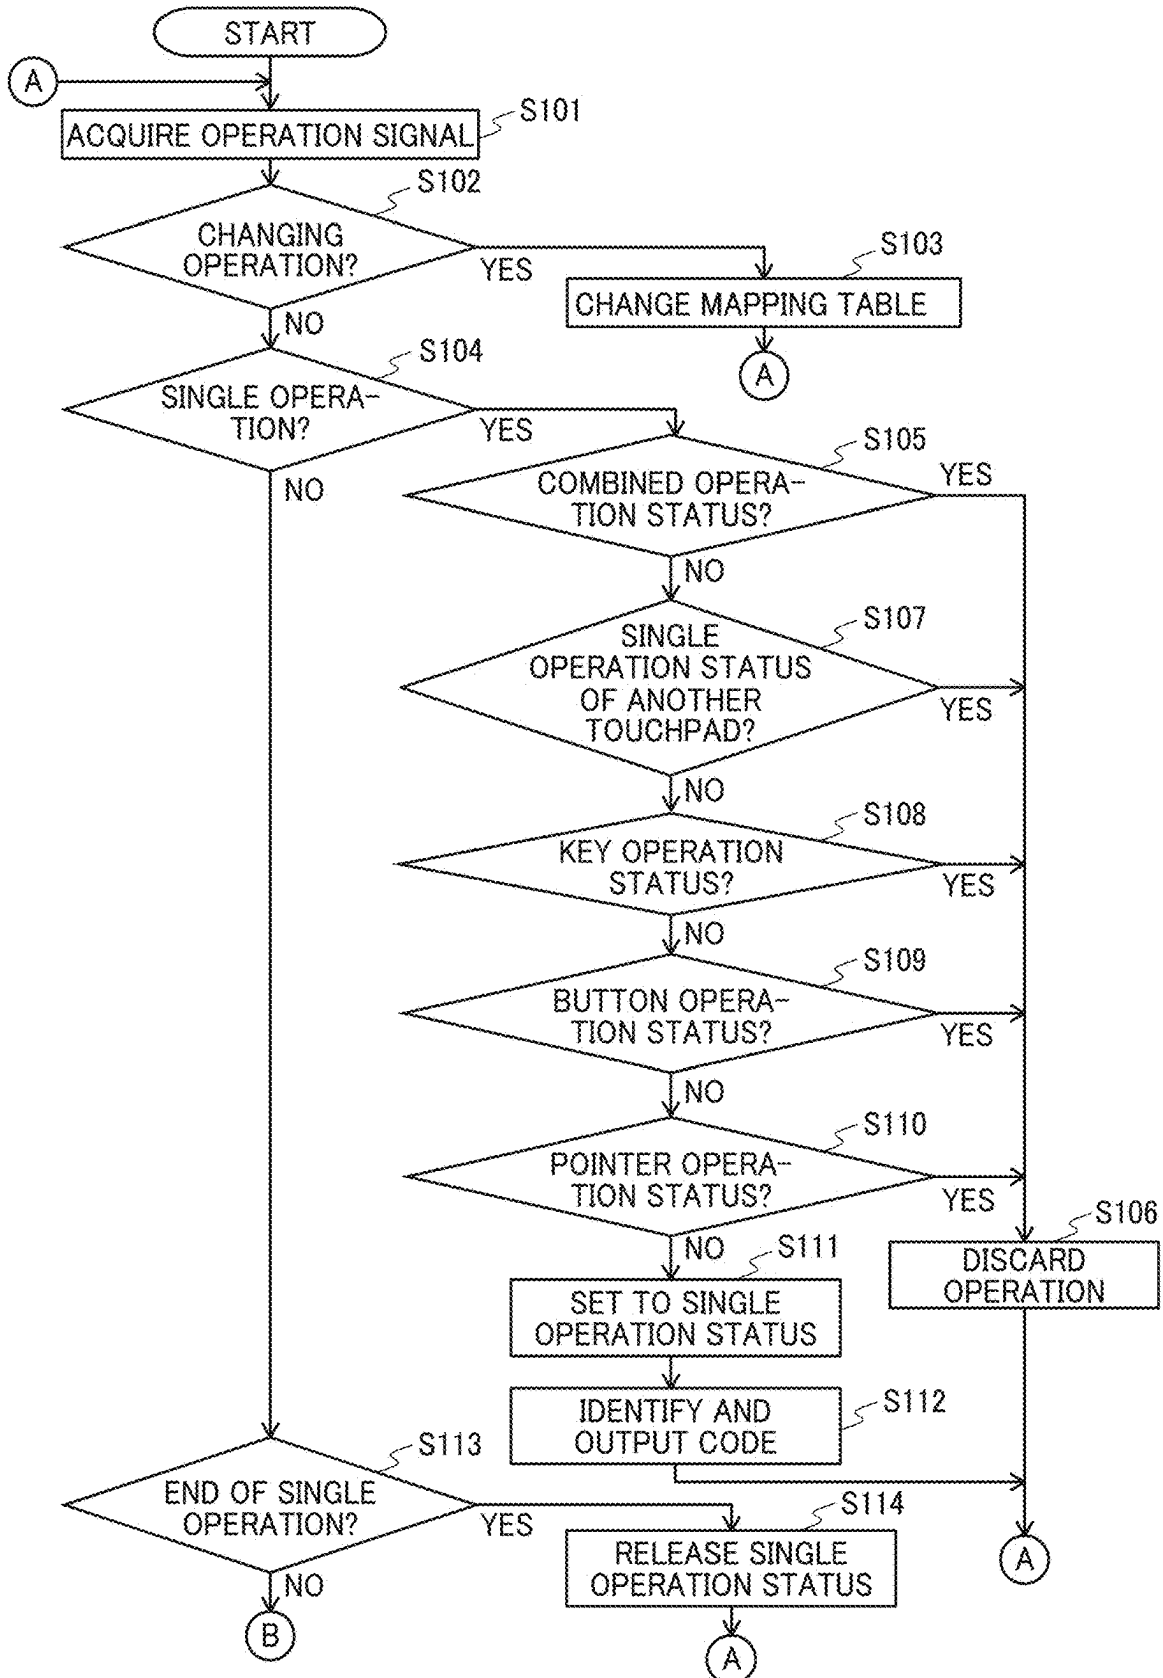 START
A
S101
ACQUIRE OPERATION SIGNAL
S102
CHANGING
OPERATION?
YES
S103
CHANGE MAPPING TABLE
NO
A
S104
SINGLE OPERA-
TION?
YES
NO
S105
COMBINED OPERA-
TION STATUS?
YES
NO
S107
SINGLE
OPERATION STATUS
OF ANOTHER
TOUCHPAD?
YES
NO
S108
KEY OPERATION
STATUS?
YES
NO
S109
BUTTON OPERA-
TION STATUS?
YES
NO
S110
POINTER OPERA-
TION STATUS?
YES
NO
S106
DISCARD
OPERATION
S111
SET TO SINGLE
OPERATION STATUS
S112
IDENTIFY AND
OUTPUT CODE
S113
END OF SINGLE
OPERATION?
YES
S114
RELEASE SINGLE
OPERATION STATUS
A
NO
B
A